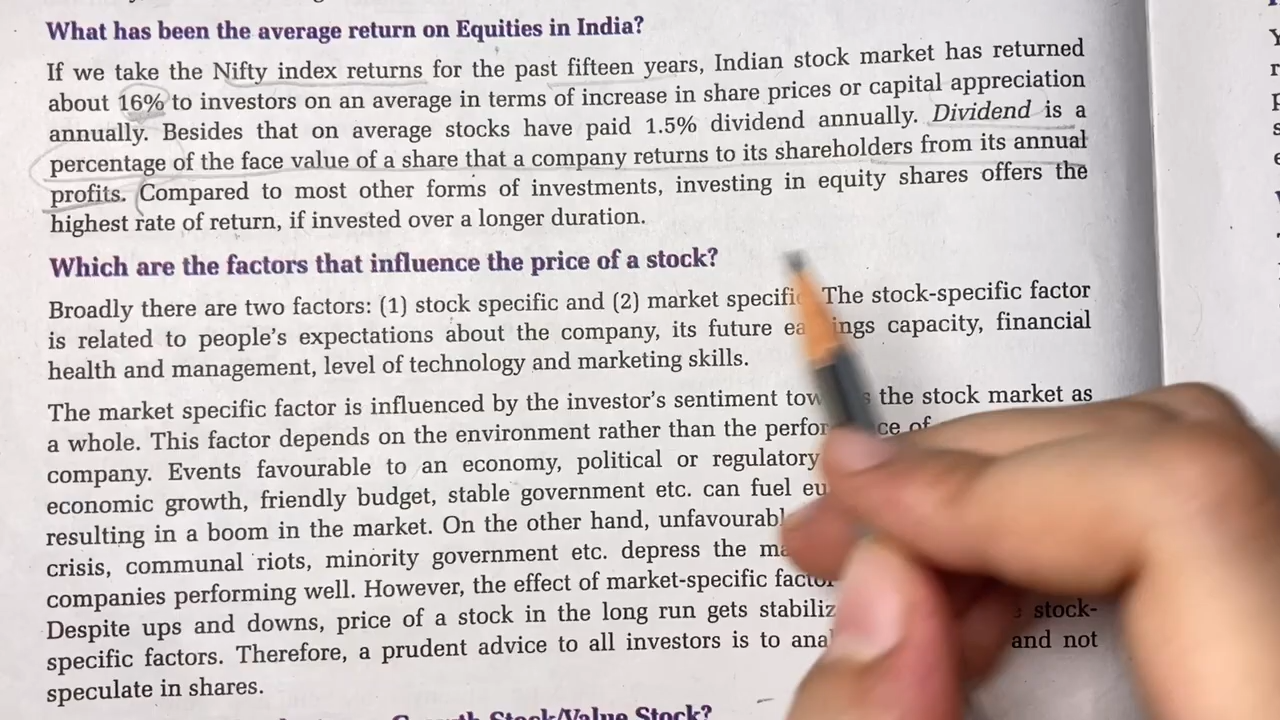 What has been the average return on Equities in India?
If we take the Nifty index returns for the past fifteen years, Indian stock market has returned
about 16% to investors on an average in terms of increase in share prices or capital appreciation
annually. Besides that on average stocks have paid 1.5% dividend annually. Dividend is a
percentage of the face value of a share that a company returns to its shareholders from its annual
profits. Compared to most other forms of investments, investing in equity shares offers the
highest rate of return, if invested over a longer duration.
Which are the factors that influence the price of a stock?
Broadly there are two factors: (1) stock specific and (2) market specific The stock-specific factor
is related to people's expectations about the company, its future capacity, financial
health and management, level of technology and marketing skills.
The market specific factor is influenced by the investor's sentiment the stock market as
a whole. This factor depends on the environment rather than the of
company. Events favourable to an economy, political or regulatory
economic growth, friendly budget, stable government etc. can fuel
resulting in a boom in the market. On the other hand,
crisis, communal riots, minority government etc. depress the
companies performing well. However, the effect of market-specific
Despite ups and downs, price of a stock in the long run gets stock-
specific factors. Therefore, a prudent advice to all investors is to and not
speculate in shares.
Stock/Value Stock?